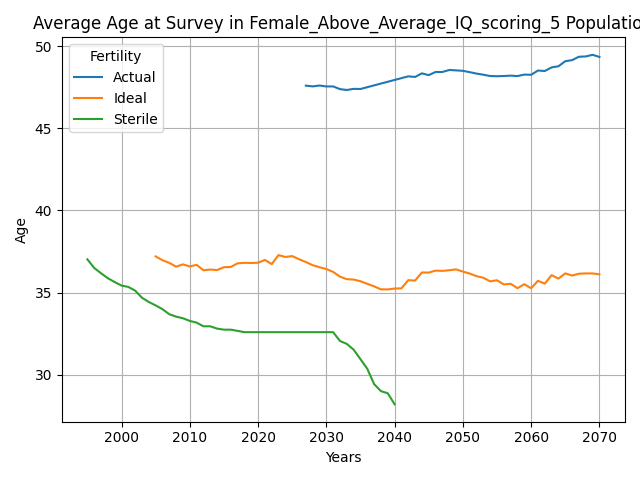 Average Age at Survey in Female_Above_Average_IQ_scoring_5 Populatio
Fertility
Actual
Ideal
Sterile
50
45
40
35
30
Age
2000 2010 2020 2030 2040 2050 2060 2070
Years